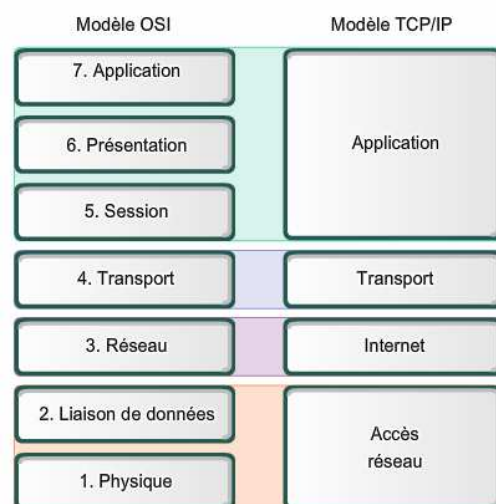 Modèle OSI
Modèle TCP/IP
7. Application
6. Présentation
5. Session
Application
4. Transport
Transport
3. Réseau
Internet
2. Liaison de données
1. Physique
Accès
réseau